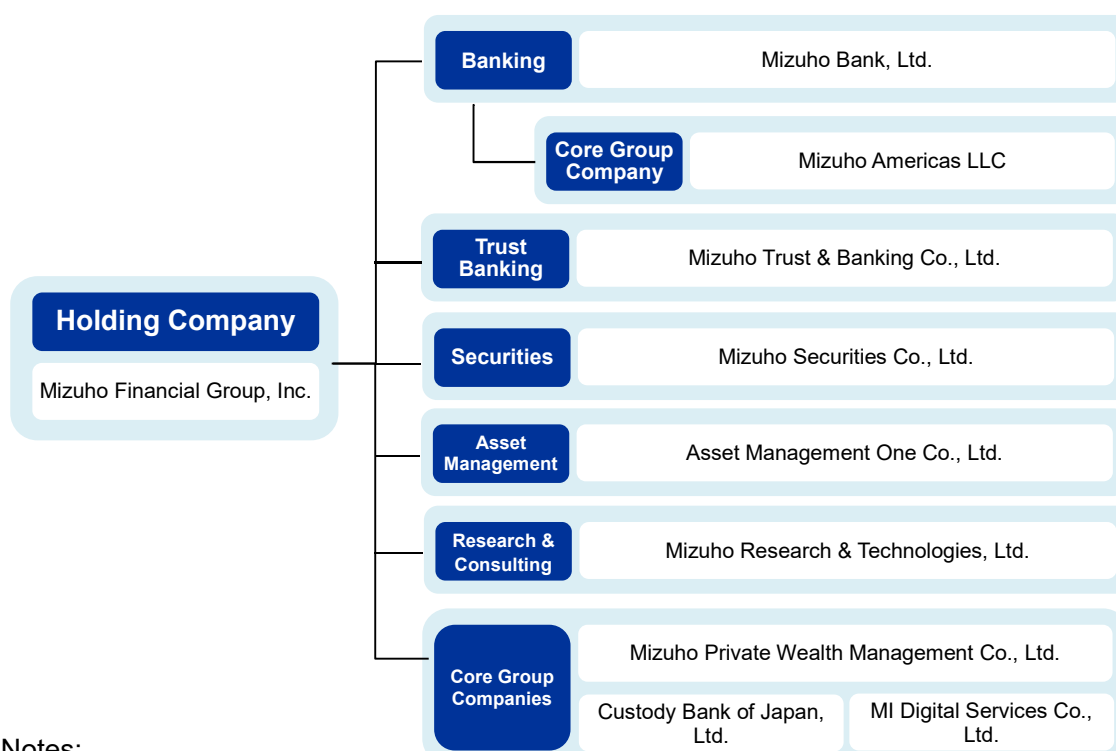 Banking
Mizuho Bank, Ltd.
Core Group
Company
Mizuho Americas LLC
Trust
Banking
Mizuho Trust & Banking Co., Ltd.
Holding Company
Mizuho Financial Group, Inc.
Securities
Mizuho Securities Co., Ltd.
Asset
Management
Asset Management One Co., Ltd.
Research &
Consulting
Mizuho Research & Technologies, Ltd.
Core Group
Companies
Mizuho Private Wealth Management Co., Ltd.
Custody Bank of Japan,
Ltd.
MI Digital Services Co.,
Ltd.
Notes: